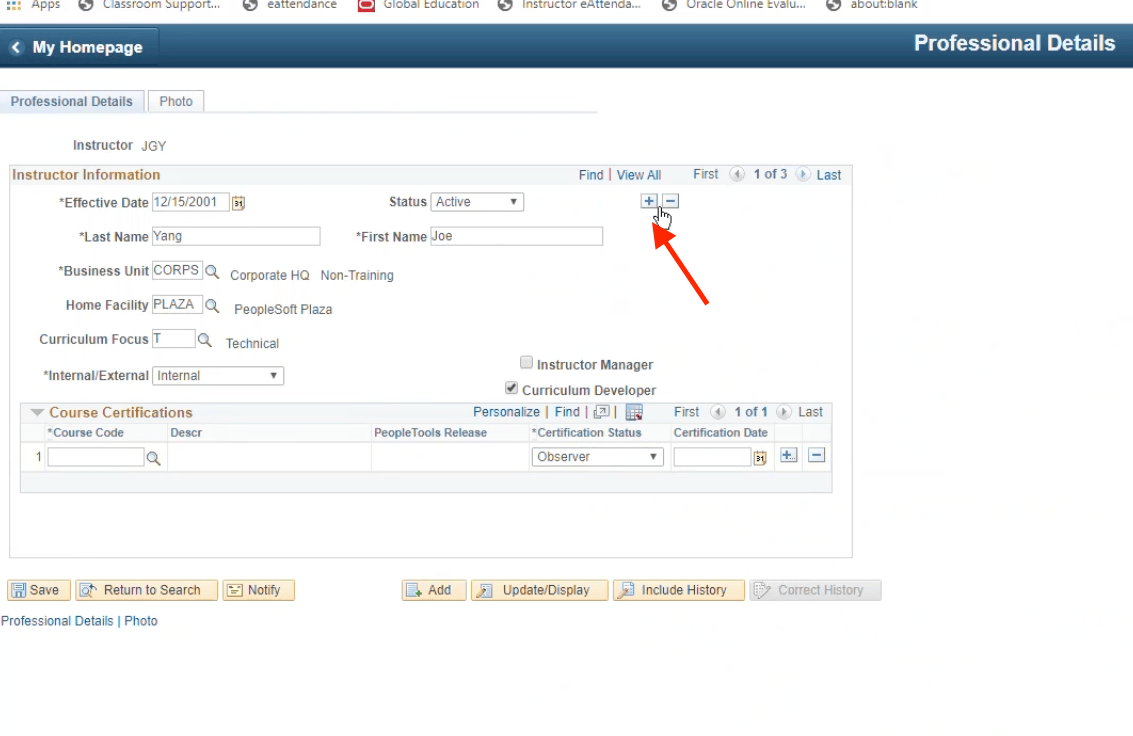 Apps Classroom Support... eattendance Global Education Instructor eAttenda... Oracle Online Evalu... about:blank
My Homepage Professional Details
Professional Details Photo
Instructor JGY
Instructor Information Find | View All First 1 of 3 Last
*Effective Date 12/15/2001 31 Status Active + −
*Last Name Yang *First Name Joe
*Business Unit CORPS Corporate HQ Non-Training
Home Facility PLAZA PeopleSoft Plaza
Curriculum Focus T Technical
Instructor Manager
*Internal/External Internal
Curriculum Developer
Course Certifications Personalize | Find | | First 1 of 1 Last
*Course Code Descr PeopleTools Release *Certification Status Certification Date
1 Observer 31 + −
Save Return to Search Notify Add Update/Display Include History Correct History
Professional Details | Photo